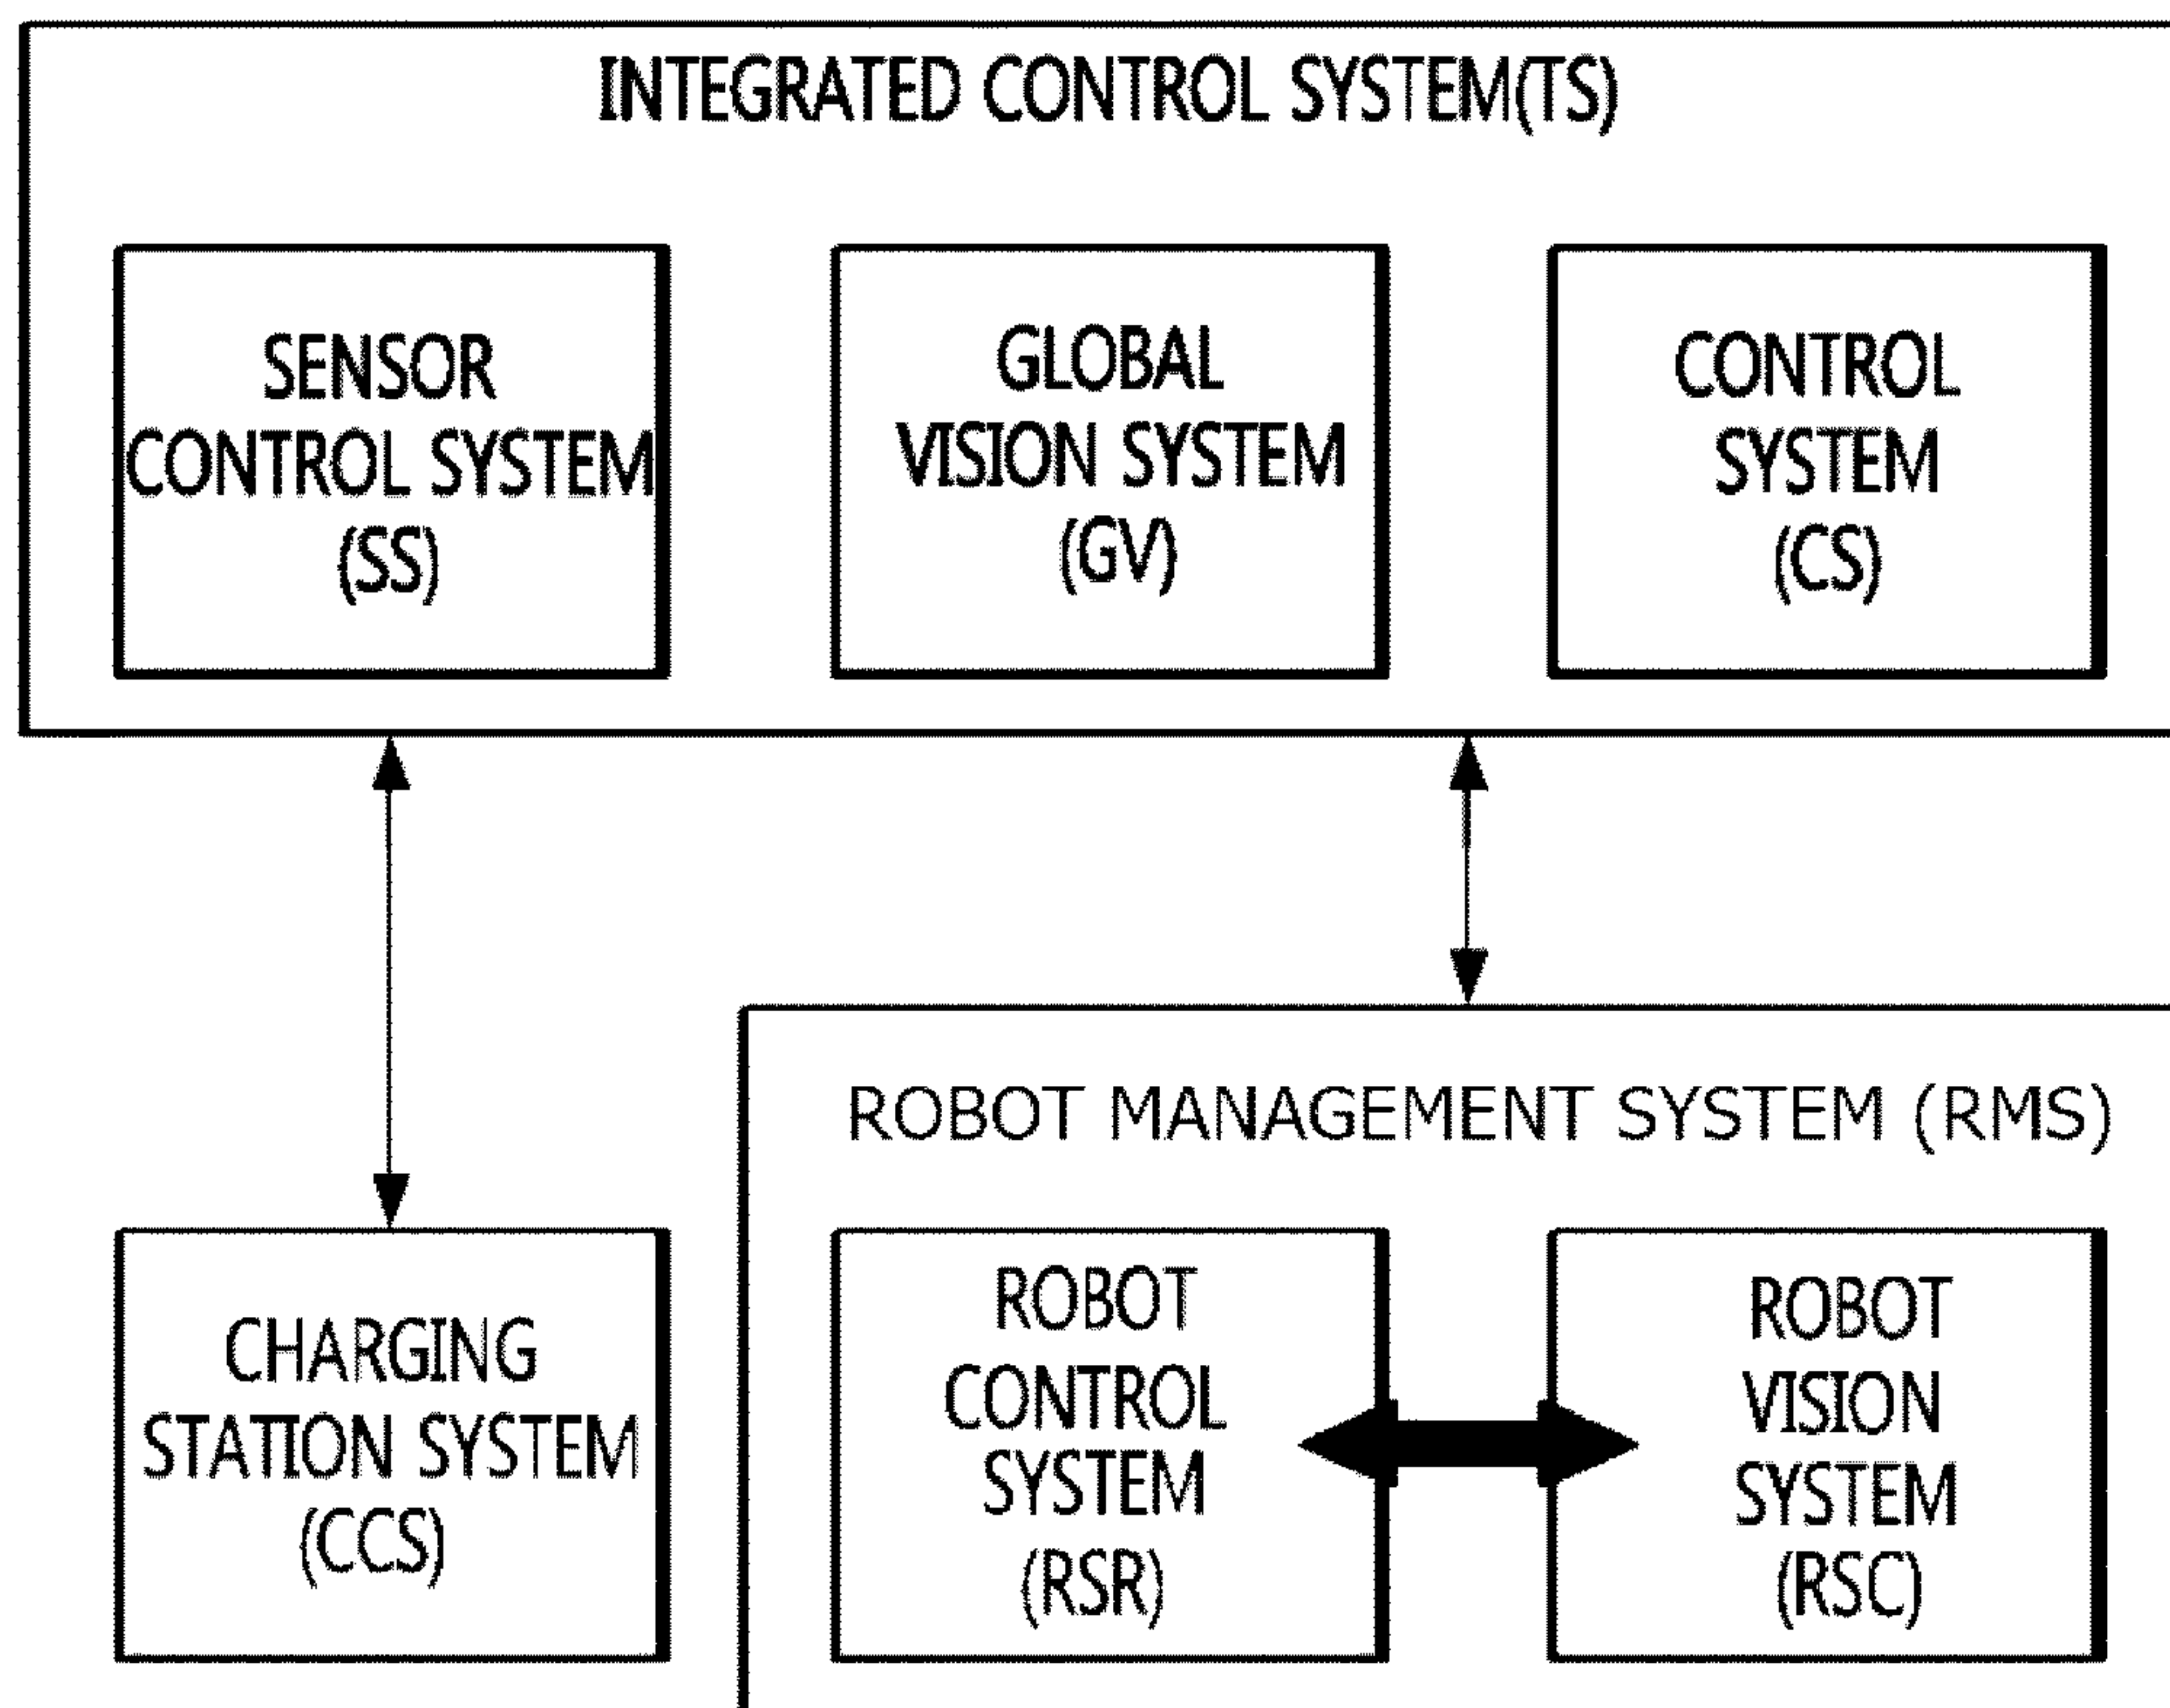 INTEGRATED CONTROL SYSTEM(TS)
SENSOR
CONTROL SYSTEM
(SS)
GLOBAL
VISION SYSTEM
(GV)
CONTROL
SYSTEM
(CS)
CHARGING
STATION SYSTEM
(CCS)
ROBOT MANAGEMENT SYSTEM (RMS)
ROBOT
CONTROL
SYSTEM
(RSR)
ROBOT
VISION
SYSTEM
(RSC)